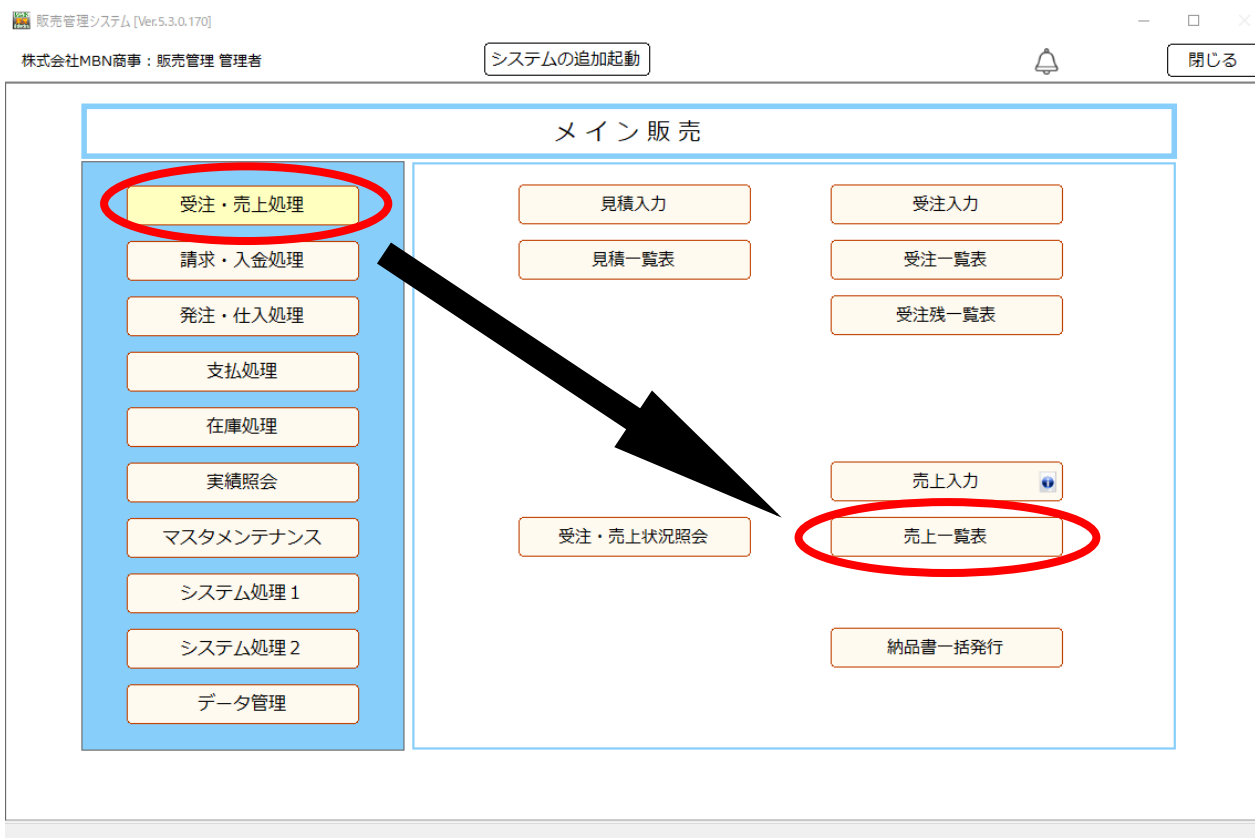 販売管理システム [Ver.5.3.0.170]
株式会社MBN商事：販売管理 管理者
システムの追加起動
閉じる
メイン販売
受注・売上処理
請求・入金処理
発注・仕入処理
支払処理
在庫処理
実績照会
マスタメンテナンス
システム処理１
システム処理２
データ管理
見積入力
受注入力
見積一覧表
受注一覧表
受注残一覧表
売上入力
受注・売上状況照会
売上一覧表
納品書一括発行